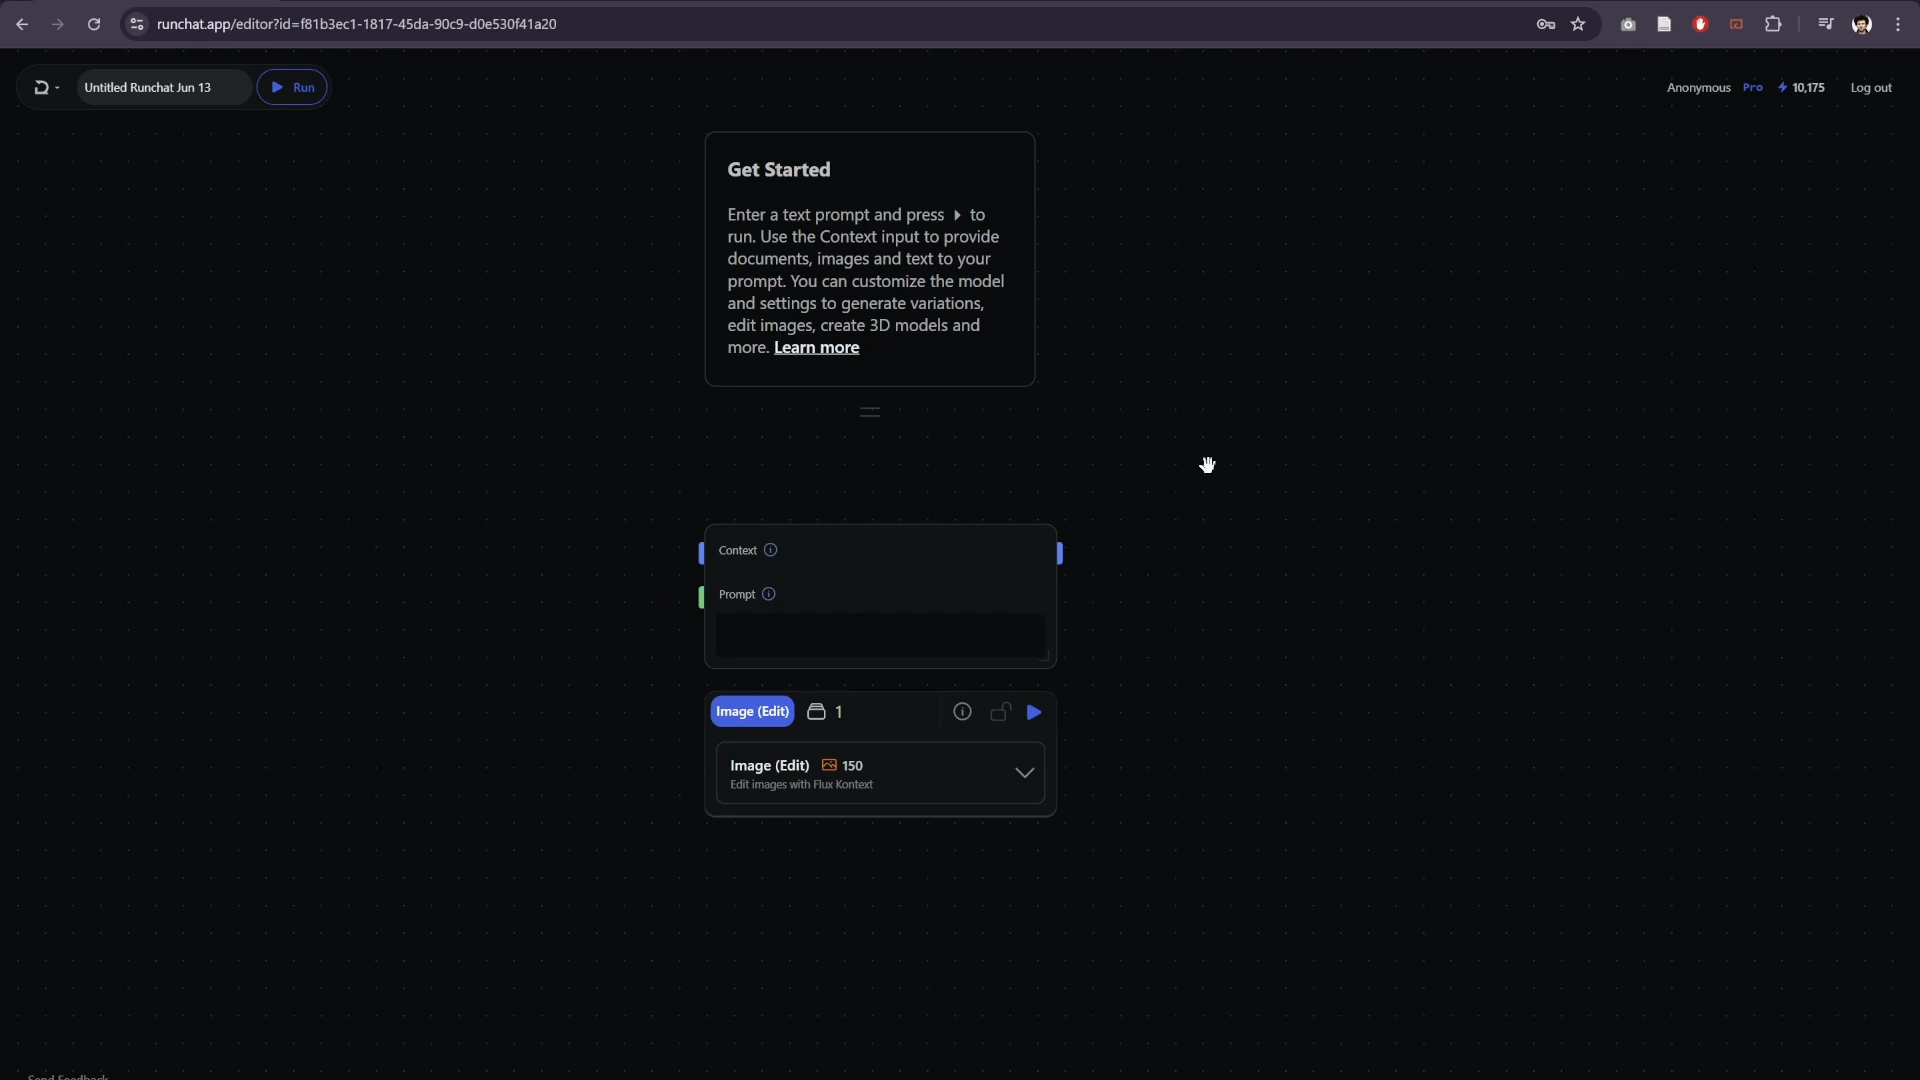 runchat.app/editor?id=f81b3ec1-1817-45da-90c9-d0e530f41a20
Untitled Runchat Jun 13
Run
Anonymous Pro 10,175 Log out
Get Started
Enter a text prompt and press to
run. Use the Context input to provide
documents, images and text to your
prompt. You can customize the model
and settings to generate variations,
edit images, create 3D models and
more. Learn more
Context
Prompt
Image (Edit) 1
Image (Edit) 150
Edit images with Flux Kontext
Send Feedback